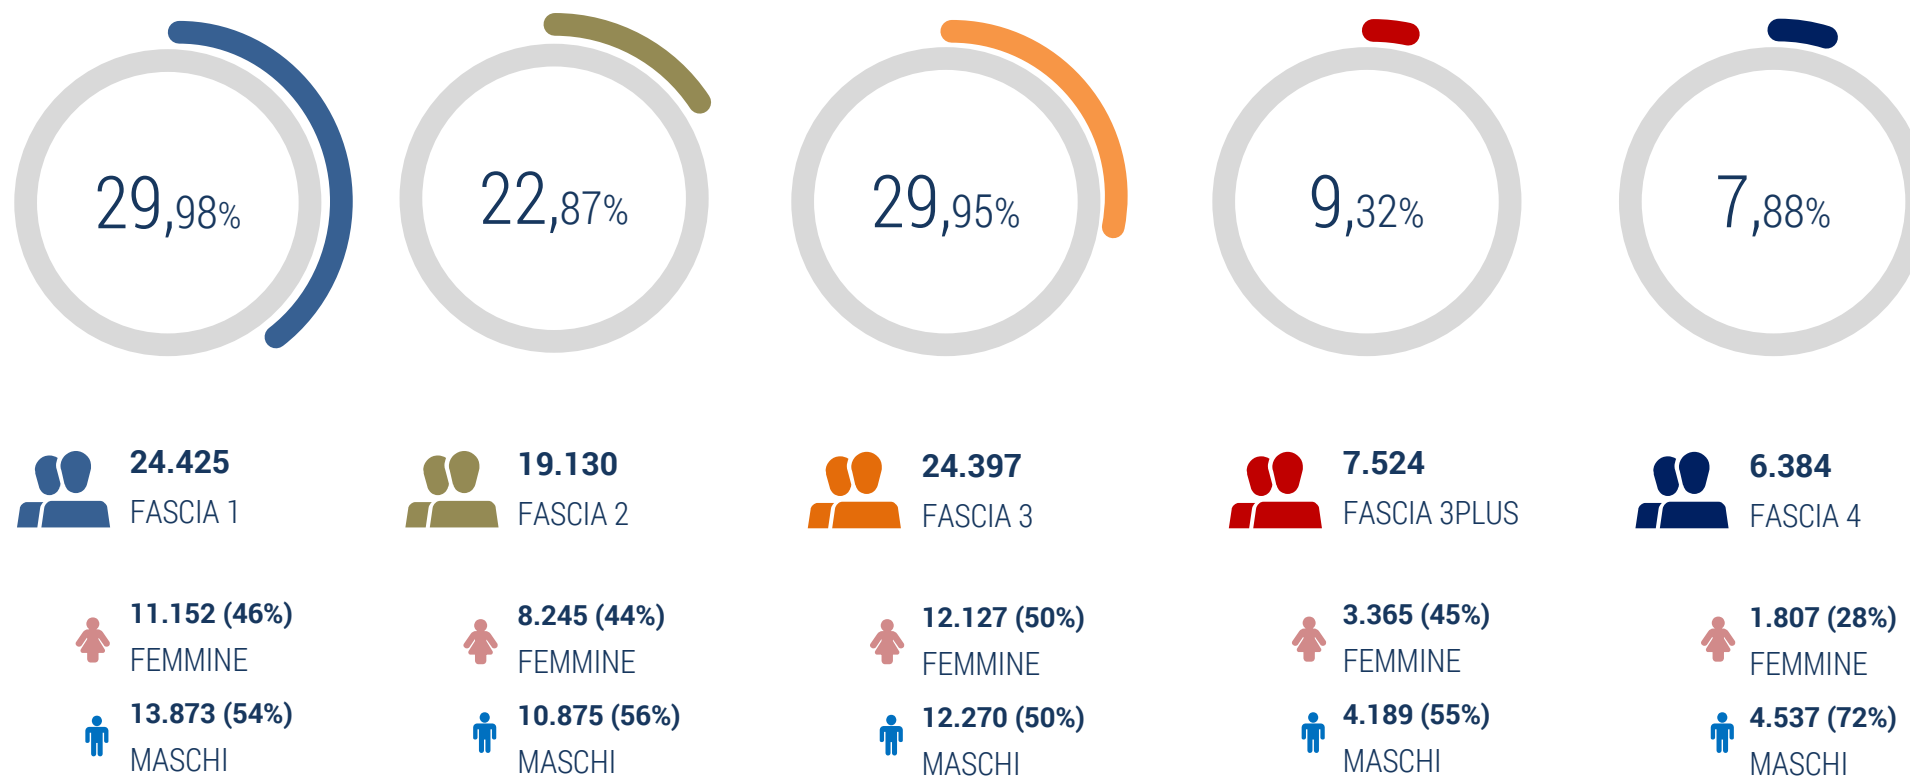 29,98%
22,87%
29,95%
9,32%
7,88%
24.425
FASCIA 1
19.130
FASCIA 2
24.397
FASCIA 3
7.524
FASCIA 3PLUS
6.384
FASCIA 4
11.152 (46%)
FEMMINE
8.245 (44%)
FEMMINE
12.127 (50%)
FEMMINE
3.365 (45%)
FEMMINE
1.807 (28%)
FEMMINE
13.873 (54%)
MASCHI
10.875 (56%)
MASCHI
12.270 (50%)
MASCHI
4.189 (55%)
MASCHI
4.537 (72%)
MASCHI